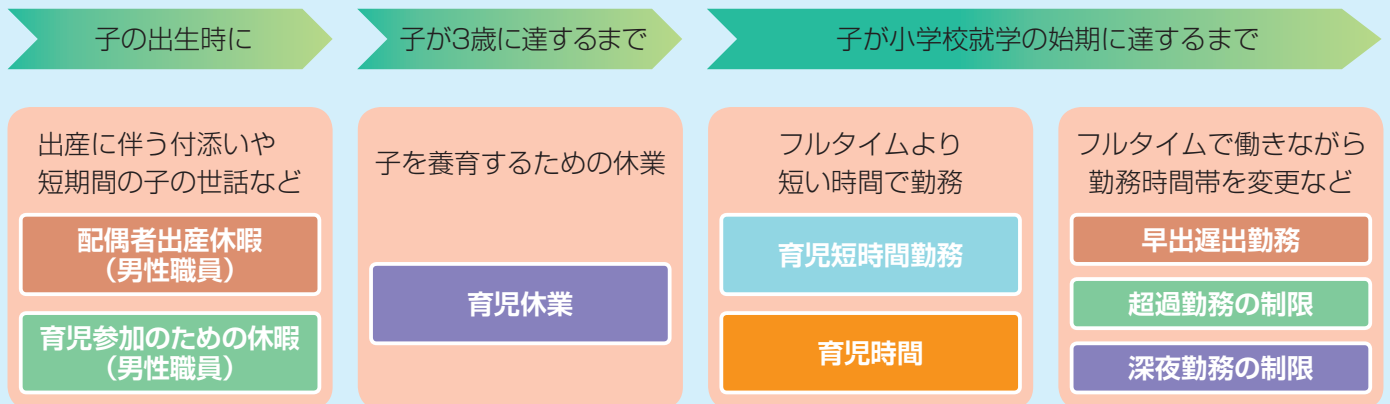 子の出生時に
子が3歳に達するまで
子が小学校就学の始期に達するまで
出産に伴う付添いや
短期間の子の世話など
配偶者出産休暇
（男性職員）
育児参加のための休暇
（男性職員）
子を養育するための休業
育児休業
フルタイムより
短い時間で勤務
育児短時間勤務
育児時間
フルタイムで働きながら
勤務時間帯を変更など
早出遅出勤務
超過勤務の制限
深夜勤務の制限